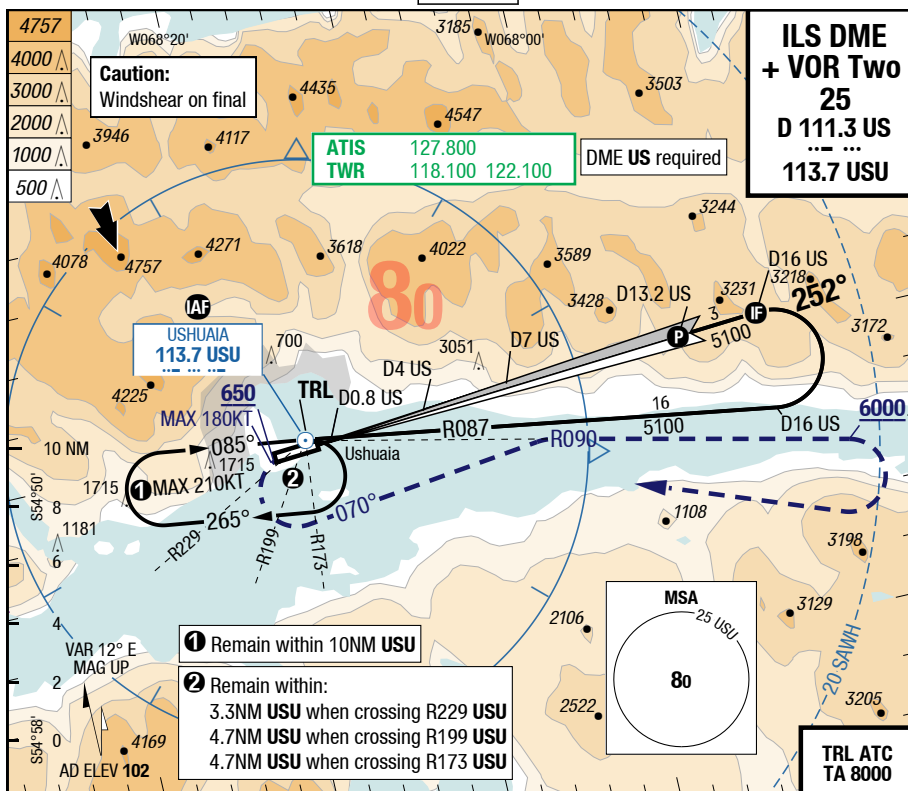 4757
4000
3000
2000
1000
500
W068°20'
3185
W068°00'
Caution:
Windshear on final
ILS DME
+ VOR Two
25
D 111.3 US
113.7 USU
4435
3503
4547
3946
4117
ATIS 127.800
TWR 118.100 122.100
DME US required
3244
4078
4757
4271
3618
4022
3589
80
D16 US
3218
3231
252°
D13.2 US
3428
IAF
IF
P
3
5100
3172
USHUAIA
113.7 USU
700
3051
D7 US
D4 US
4225
650
MAX 180KT
TRL
D0.8 US
16
5100
D16 US
6000
R087
R090
10 NM
085°
Ushuaia
1715
1715
1 MAX 210KT
2
S54°50'
8
265°
070°
1181
R229
R199
R173
1108
3198
6
4
2
0
S54°58'
VAR 12° E
MAG UP
AD ELEV 102
4169
1 Remain within 10NM USU
2 Remain within:
3.3NM USU when crossing R229 USU
4.7NM USU when crossing R199 USU
4.7NM USU when crossing R173 USU
2106
2522
MSA
25 USU
80
3129
20 SAWH
3205
TRL ATC
TA 8000